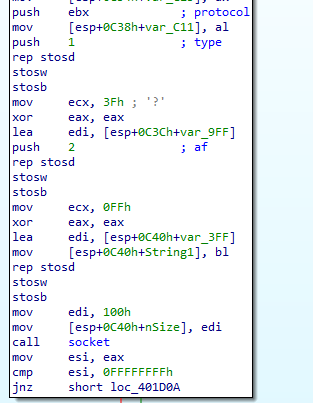 push ebx ; protocol
mov [esp+0C38h+var_C11], al
push 1 ; type
rep stosd
stosw
stosb
mov ecx, 3Fh ; '?'
xor eax, eax
lea edi, [esp+0C3Ch+var_9FF]
push 2 ; af
rep stosd
stosw
stosb
mov ecx, 0FFh
xor eax, eax
lea edi, [esp+0C40h+var_3FF]
mov [esp+0C40h+String1], bl
rep stosd
stosw
stosb
mov edi, 100h
mov [esp+0C40h+nSize], edi
call socket
mov esi, eax
cmp esi, 0FFFFFFFFh
jnz short loc_401D0A